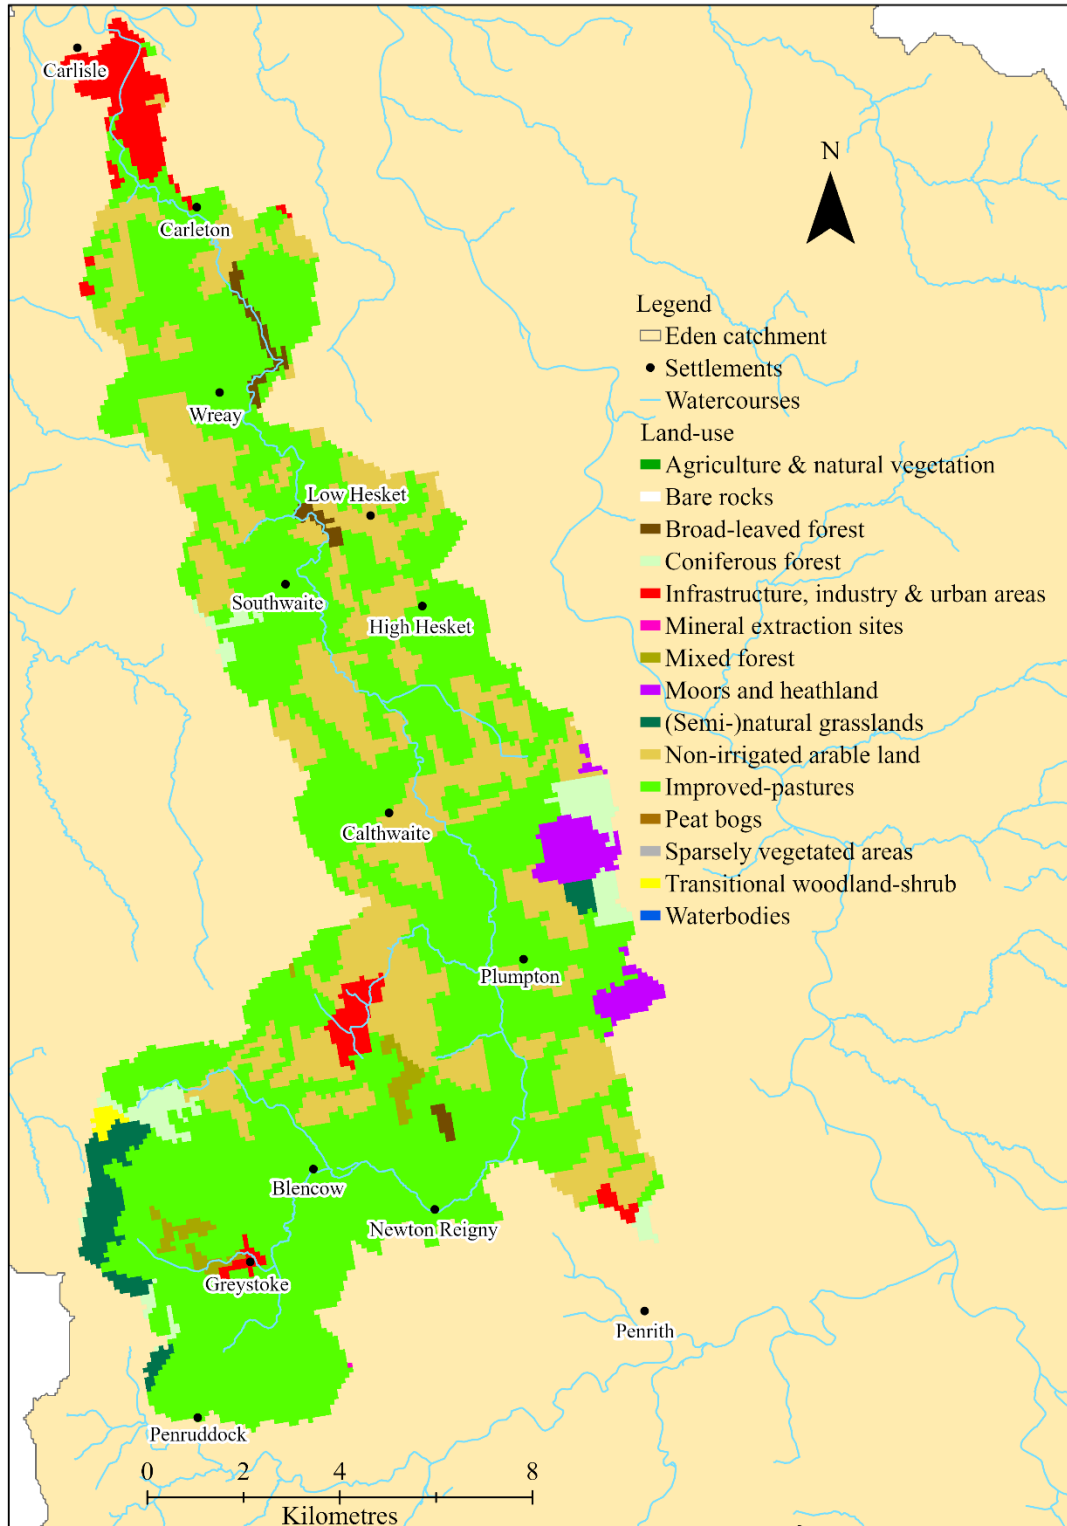 Carlisle
N
Carleton
Legend
Eden catchment
Settlements
Wreay
Watercourses
Land-use
Agriculture & natural vegetation
Low Hesket
Bare rocks
Broad-leaved forest
Coniferous forest
Southwaite
Infrastructure, industry & urban areas
High Hesket
Mineral extraction sites
Mixed forest
Moors and heathland
(Semi-)natural grasslands
Non-irrigated arable land
Improved-pastures
Calthwaite
Peat bogs
Sparsely vegetated areas
Transitional woodland-shrub
Waterbodies
Plumpton
Blencow
Newton Reigny
Greystoke
Penrith
Penruddock
0 2 4 8
Kilometres